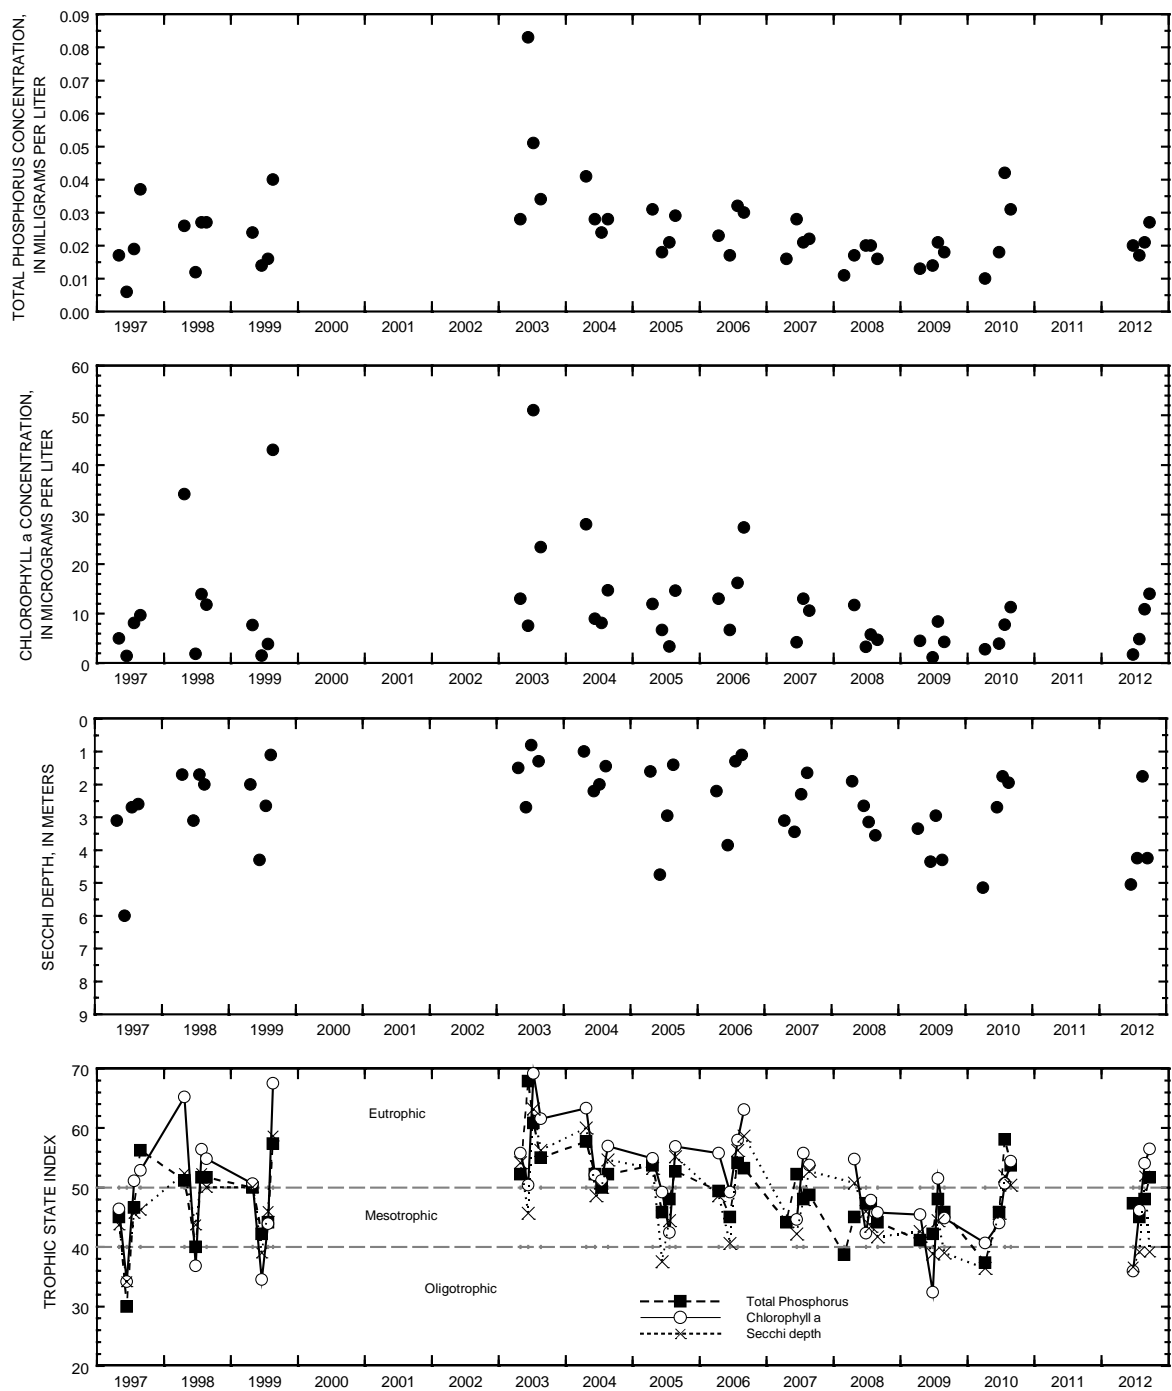 TOTAL PHOSPHORUS CONCENTRATION,
IN MILLIGRAMS PER LITER
0.09
0.08
0.07
0.06
0.05
0.04
0.03
0.02
0.01
0.00
1997 1998 1999 2000 2001 2002 2003 2004 2005 2006 2007 2008 2009 2010 2011 2012
CHLOROPHYLL a CONCENTRATION,
IN MICROGRAMS PER LITER
60
50
40
30
20
10
0
1997 1998 1999 2000 2001 2002 2003 2004 2005 2006 2007 2008 2009 2010 2011 2012
SECCHI DEPTH, IN METERS
0
1
2
3
4
5
6
7
8
9
1997 1998 1999 2000 2001 2002 2003 2004 2005 2006 2007 2008 2009 2010 2011 2012
TROPHIC STATE INDEX
70
60
50
40
30
20
Eutrophic
Mesotrophic
Oligotrophic
Total Phosphorus
Chlorophyll a
Secchi depth
1997 1998 1999 2000 2001 2002 2003 2004 2005 2006 2007 2008 2009 2010 2011 2012